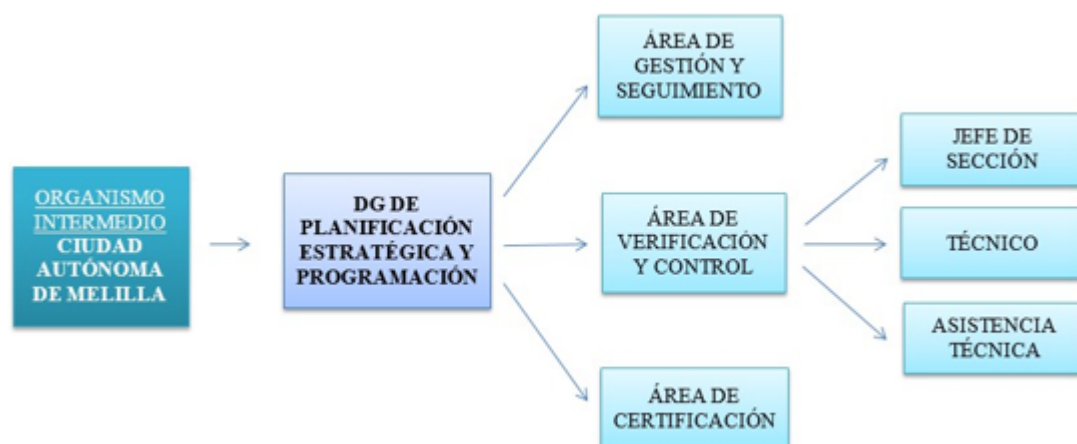 ORGANISMO
INTERMEDIO
CIUDAD
AUTÓNOMA
DE MELILLA
DG DE
PLANIFICACIÓN
ESTRATÉGICA Y
PROGRAMACIÓN
ÁREA DE
GESTIÓN Y
SEGUIMIENTO
ÁREA DE
VERIFICACIÓN
Y CONTROL
ÁREA DE
CERTIFICACIÓN
JEFE DE
SECCIÓN
TÉCNICO
ASISTENCIA
TÉCNICA